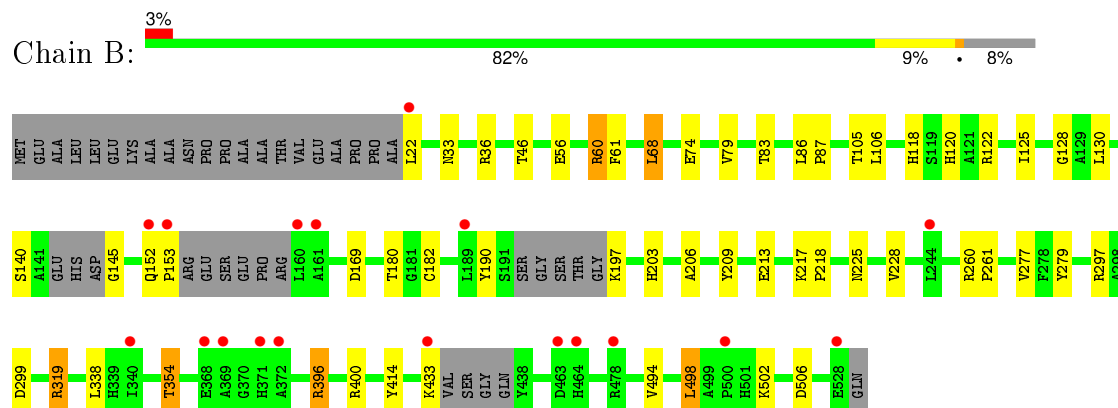 3%
Chain B:
82% 9% • 8%
MET GLU ALA LEU LEU GLU LYS ALA ALA ASN PRO PRO ALA ALA THR VAL GLU ALA PRO PRO ALA L22 N33 R36 T46 E56 R60 F61 L68 E74 V79 T83 L86 P87 T105 L106 H118 S119 H120 A121 R122 I125 G128 A129 L130
S140 A141 GLU HIS ASP G145 Q152 P153 ARG GLU SER GLU PRO ARG L160 A161 D169 T180 G181 C182 L189 Y190 S191 SER GLY SER THR GLY K197 H203 A206 Y209 E213 K217 P218 N225 V228 L244 R260 P261 V277 F278 Y279 R297 A298
D299 R319 L338 H339 I340 T354 E368 A369 G370 H371 A372 R396 R400 Y414 K433 VAL SER GLY GLN Y438 D463 H464 R478 V494 L498 A499 P500 H501 K502 D506 E528 GLN